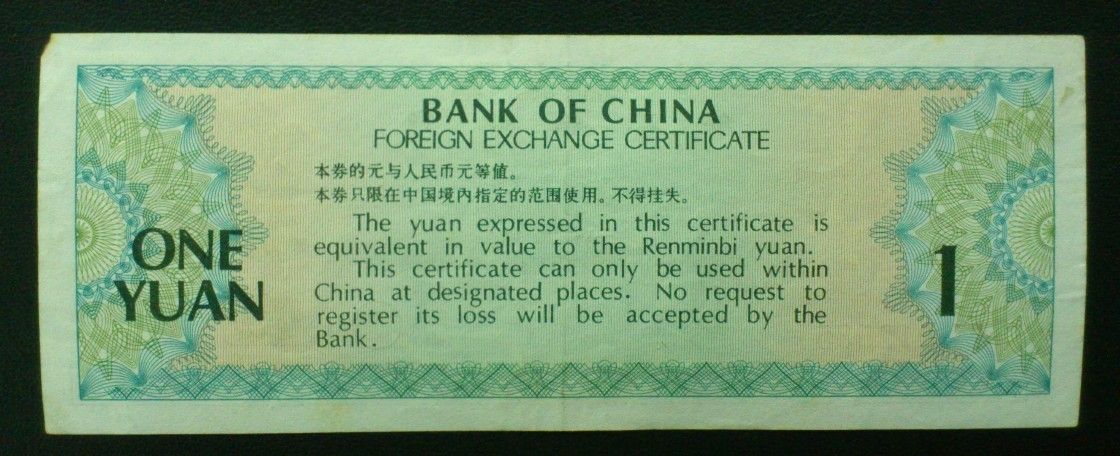 BANK OF CHINA
FOREIGN EXCHANGE CERTIFICATE
本券的元与人民币元等值。
本券只限在中国境内指定的范围使用。不得挂失。
The yuan expressed in this certificate is
equivalent in value to the Renminbi yuan.
This certificate can only be used within
China at designated places. No request to
register its loss will be accepted by the
Bank.
ONE
YUAN
1